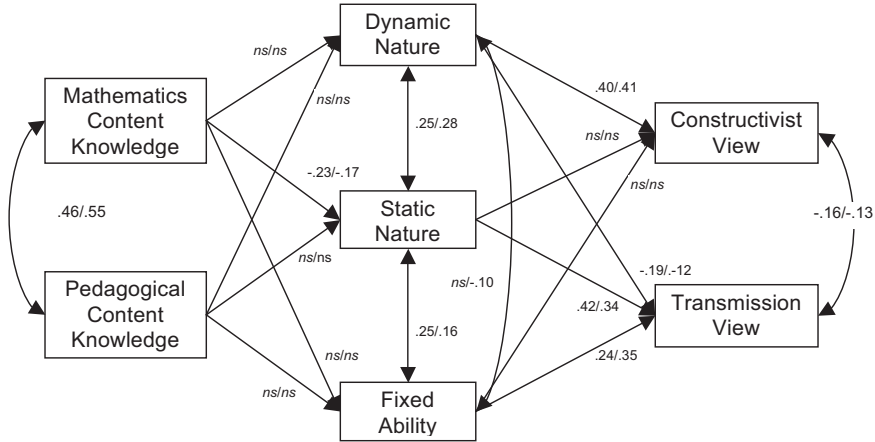 Dynamic
Nature
ns/ns
Mathematics
Content
Knowledge
ns/ns
.40/.41
Constructivist
View
.25/.28
ns/ns
-.23/-.17
ns/ns
.46/.55
Static
Nature
-.16/-.13
ns/ns
ns/-.10
-.19/-.12
Pedagogical
Content
Knowledge
.42/.34
Transmission
View
.25/.16
ns/ns
.24/.35
ns/ns
Fixed
Ability